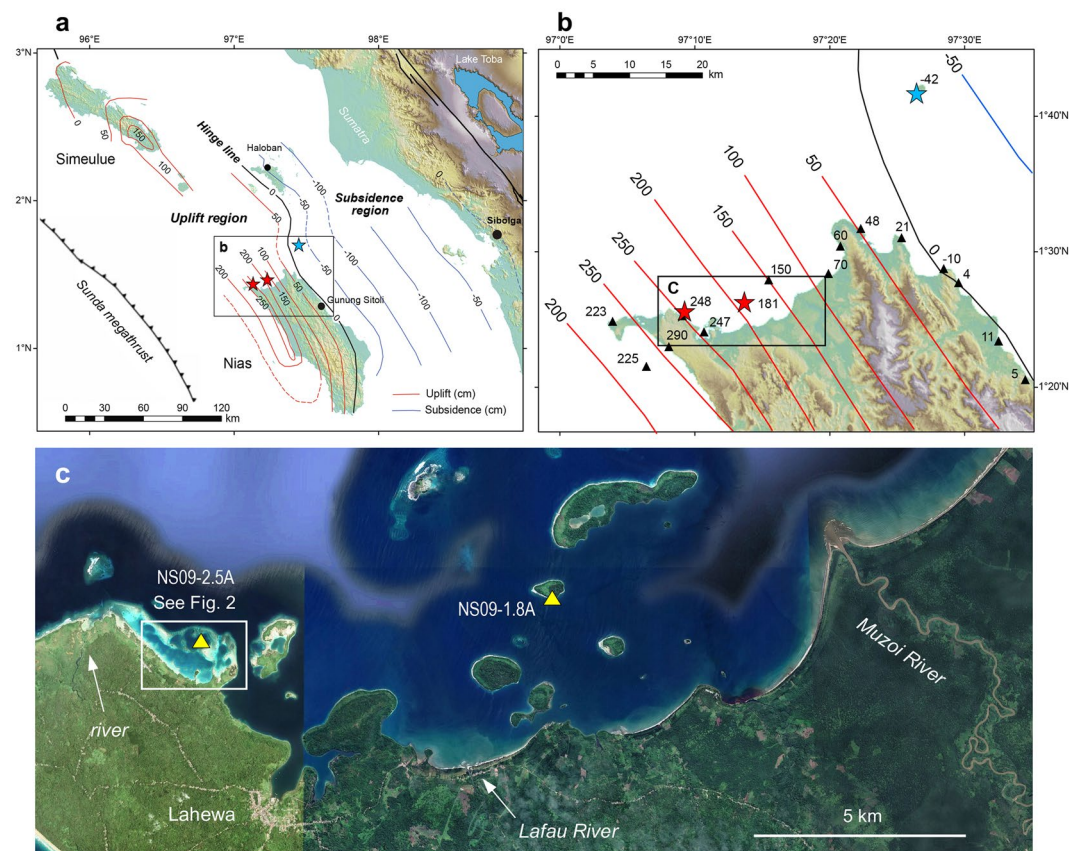 a
96°E
97°E
98°E
3°N
Lake Toba
0
50
150
100
Simeulue
Sumatra
Hinge line
Haloban
0
-100
-100
50
Subsidence
region
2°N
Uplift region
Sibolga
b
-50
200
100
50
200
250
150
-50
-100
Gunung Sitoli
0
Sunda megathrust
1°N
Nias
Uplift (cm)
Subsidence (cm)
0
30
60
90
120
km
b
97°0'E
97°10'E
97°20'E
97°30'E
0
5
10
15
20
km
-50
-42
1°40'E
100
50
200
150
48
21
60
1°30'E
250
0
-10
70
4
150
250
C
248
181
200
223
247
290
11
225
5
1°20'E
c
NS09-2.5A
See Fig. 2
NS09-1.8A
Muzoi River
river
Lahewa
Lafau River
5 km